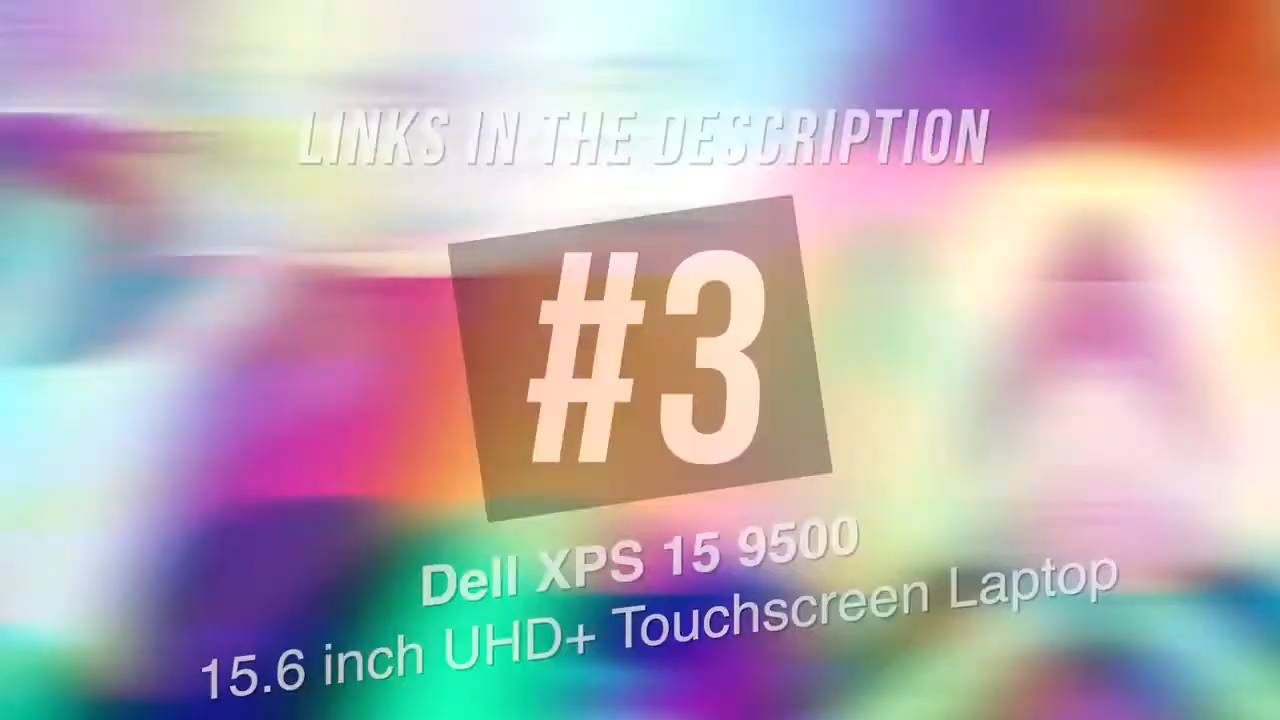 LINKS IN THE DESCRIPTION
#3
Dell XPS 15 9500
15.6 inch UHD+ Touchscreen Laptop